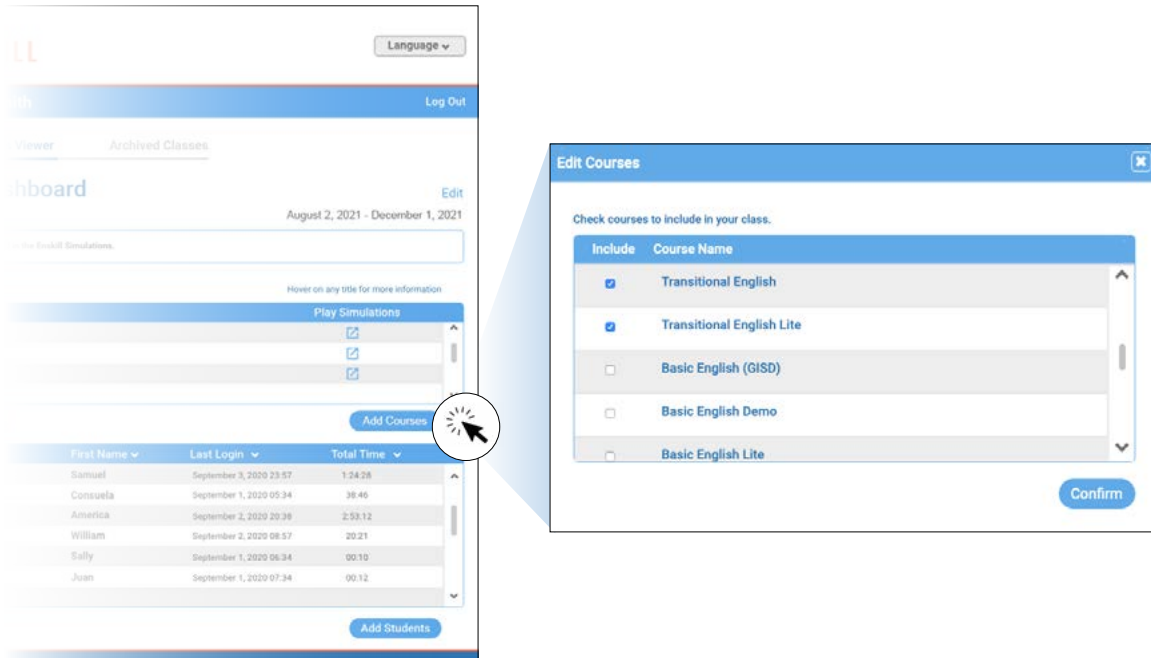 LL
Language
Log Out
Viewer Archived Classes
hboard
Edit
August 2, 2021 - December 1, 2021
Simulations.
Hover on any title for more information
Play Simulations
Add Courses
First Name Last Login Total Time
Samuel September 3, 2020 23:57 1:24:28
Consuela September 1, 2020 05:34 38:46
America September 2, 2020 20:38 2:53:12
William September 2, 2020 08:57 20:21
Sally September 1, 2020 06:34 00:10
Juan September 1, 2020 07:34 00:12
Add Students
Edit Courses
Check courses to include in your class.
Include Course Name
Transitional English
Transitional English Lite
Basic English (GISD)
Basic English Demo
Basic English Lite
Confirm